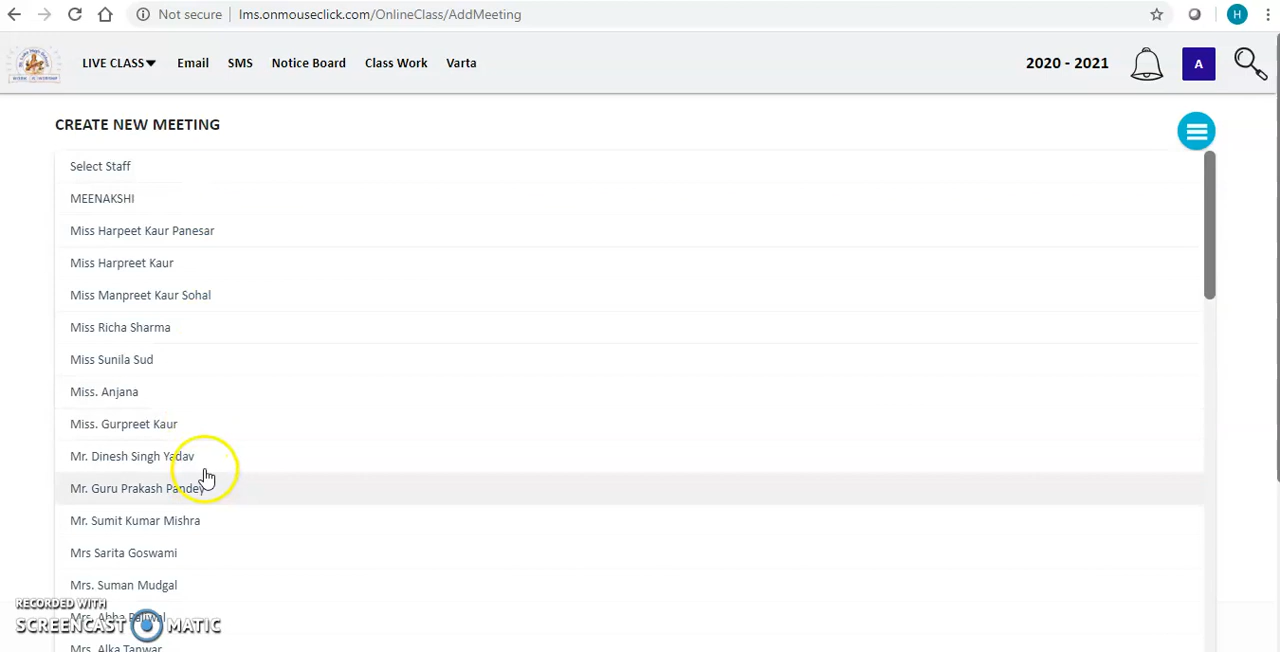 Not secure | lms.onmouseclick.com/OnlineClass/AddMeeting
H
LIVE CLASS▼ Email SMS Notice Board Class Work Varta 2020 - 2021 A
CREATE NEW MEETING
Select Staff
MEENAKSHI
Miss Harpeet Kaur Panesar
Miss Harpreet Kaur
Miss Manpreet Kaur Sohal
Miss Richa Sharma
Miss Sunila Sud
Miss. Anjana
Miss. Gurpreet Kaur
Mr. Dinesh Singh Yadav
Mr. Guru Prakash Pandey
Mr. Sumit Kumar Mishra
Mrs Sarita Goswami
Mrs. Suman Mudgal
RECORDED WITH
Mrs. Abha Paliwal
SCREENCAST MATIC
Mrs. Alka Tanwar